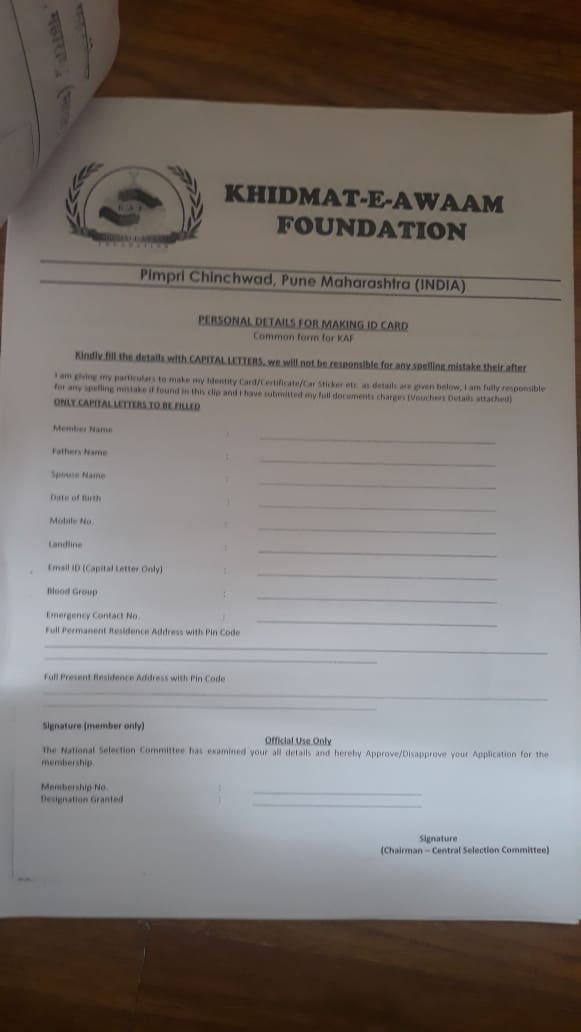 KHIDMAT-E-AWAAM
FOUNDATION
Pimpri Chinchwad, Pune Maharashtra (INDIA)
PERSONAL DETAILS FOR MAKING ID CARD
Common form for KAF
Kindly fill the details with CAPITAL LETTERS, we will not be responsible for any spelling mistake their after
I am giving my particulars to make my Identity Card/Certificate/Car Sticker etc. as details are given below, I am fully responsible
for any spelling mistake if found in this clip and I have submitted my full documents charges (Vouchers Details attached)
ONLY CAPITAL LETTERS TO BE FILLED
Member Name :
Fathers Name :
Spouse Name :
Date of Birth :
Mobile No. :
Landline :
Email ID (Capital Letter Only) :
Blood Group :
Emergency Contact No. :
Full Permanent Residence Address with Pin Code
Full Present Residence Address with Pin Code
Signature (member only)
Official Use Only
The National Selection Committee has examined your all details and hereby Approve/Disapprove your Application for the
membership.
Membership No. :
Designation Granted :
Signature
(Chairman – Central Selection Committee)